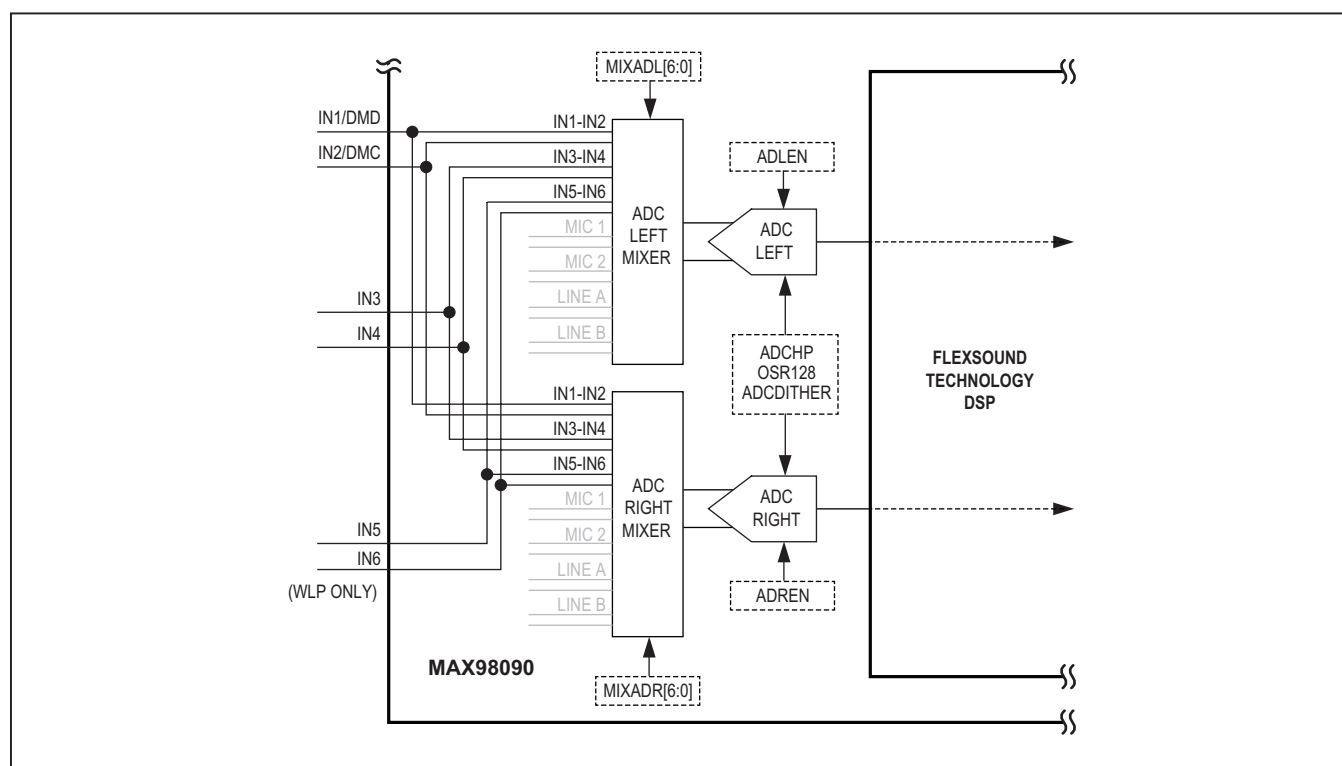 MIXADL[6:0]
IN1/DMD
IN2/DMC
IN3
IN4
IN5
IN6
(WLP ONLY)
IN1-IN2
IN3-IN4
IN5-IN6
MIC 1
MIC 2
LINE A
LINE B
ADC
LEFT
MIXER
ADLEN
ADC
LEFT
ADCHP
OSR128
ADCDITHER
FLEXSOUND
TECHNOLOGY
DSP
IN1-IN2
IN3-IN4
IN5-IN6
MIC 1
MIC 2
LINE A
LINE B
ADC
RIGHT
MIXER
ADC
RIGHT
ADREN
MAX98090
MIXADR[6:0]